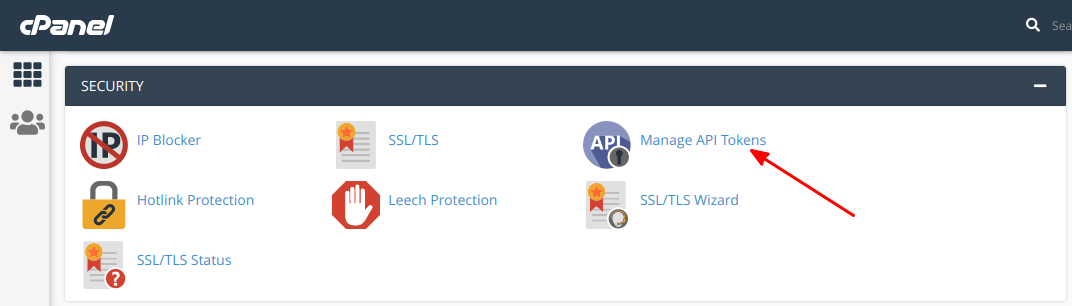 cPanel
Sea
SECURITY
IP Blocker
SSL/TLS
Manage API Tokens
Hotlink Protection
Leech Protection
SSL/TLS Wizard
SSL/TLS Status
IP
API
?